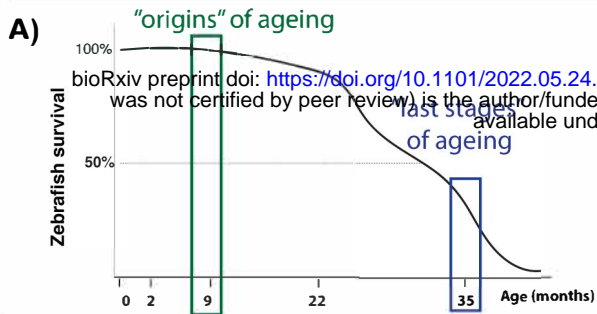 A)
"origins" of ageing
100%
bioRxiv preprint doi: https://doi.org/10.1101/2022.05.24.
was not certified by peer review) is the author/funde
available und
last stages
of ageing
50%
Zebrafish survival
0 2 9 22 35 Age (months)